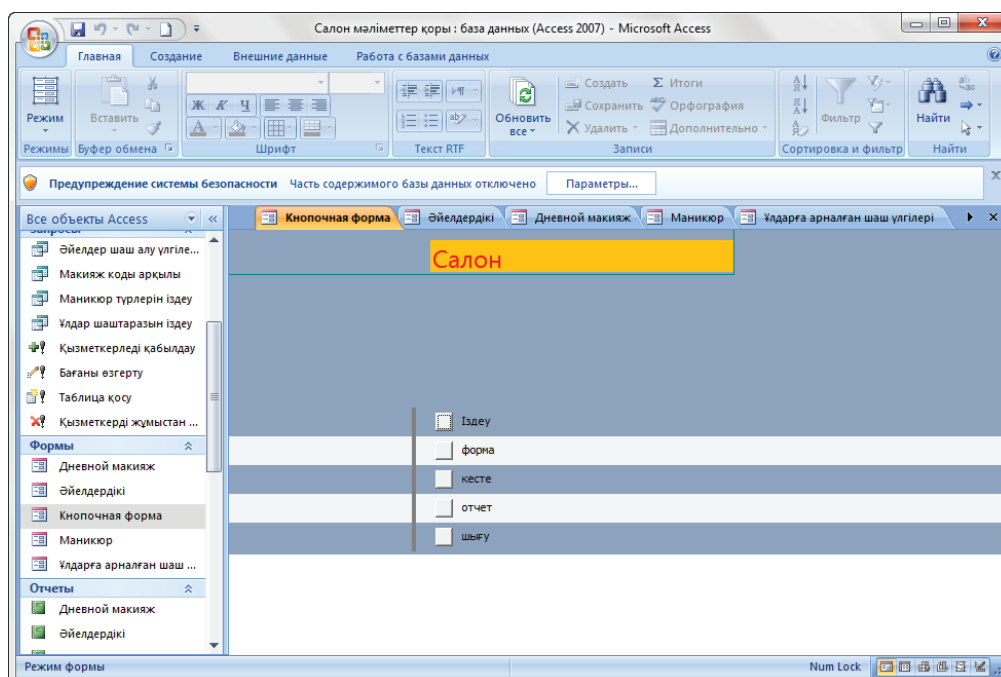 Салон мәліметтер қоры : база данных (Access 2007) - Microsoft Access
Главная Создание Внешние данные Работа с базами данных
Режим
Вставить
Ж К Ч
Обновить все
Создать
Сохранить
Удалить
Итоги
Орфография
Дополнительно
Фильтр
Найти
Режимы Буфер обмена Шрифт Текст RTF Записи Сортировка и фильтр Найти
Предупреждение системы безопасности Часть содержимого базы данных отключено Параметры...
Все объекты Access
Кнопочная форма Әйелдердікі Дневной макияж Маникюр Ұлдарға арналған шаш үлгілері
Запросы
Әйелдер шаш алу үлгіле...
Макияж коды арқылы
Маникюр түрлерін іздеу
Ұлдар шаштаразын іздеу
Қызметкерледі қабылдау
Бағаны өзгерту
Таблица қосу
Қызметкерді жұмыстан ...
Формы
Дневной макияж
Әйелдердікі
Кнопочная форма
Маникюр
Ұлдарға арналған шаш ...
Отчеты
Дневной макияж
Әйелдердікі
Салон
Іздеу
форма
кесте
отчет
шығу
Режим формы
Num Lock